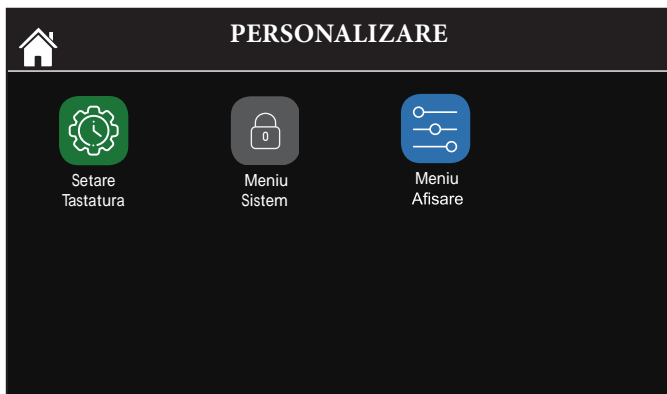 PERSONALIZARE
0
Setare
Tastatura
Meniu
Sistem
Meniu
Afisare